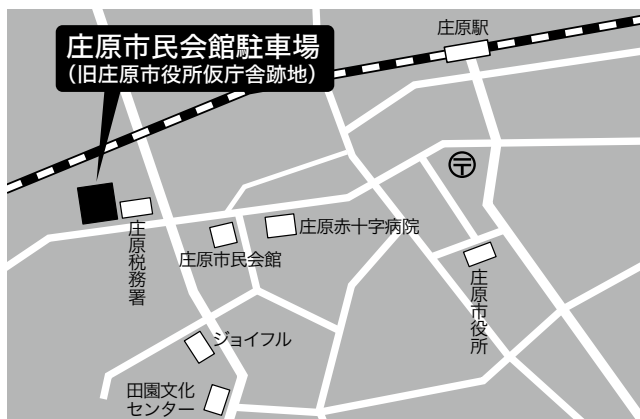 庄原駅
庄原市民会館駐車場
（旧庄原市役所仮庁舎跡地）
〒
庄原税務署
庄原市民会館
庄原赤十字病院
庄原市役所
ジョイフル
田園文化
センター